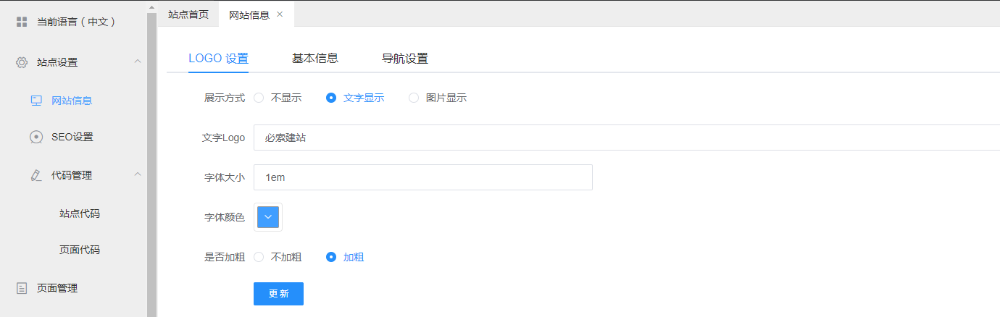 当前语言（中文）
站点设置
网站信息
SEO设置
代码管理
站点代码
页面代码
页面管理
站点首页 网站信息
LOGO 设置 基本信息 导航设置
展示方式 不显示 文字显示 图片显示
文字Logo 必索建站
字体大小 1em
字体颜色
是否加粗 不加粗 加粗
更新